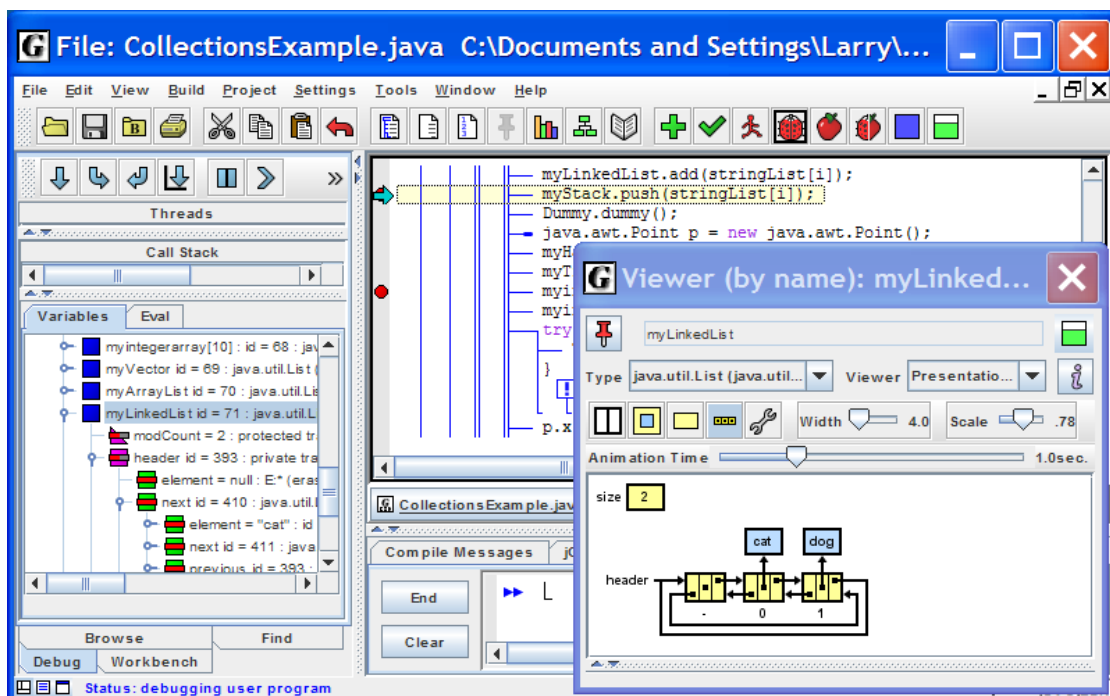 G File: CollectionsExample.java C:\Documents and Settings\Larry\...
File Edit View Build Project Settings Tools Window Help
B
Threads
Call Stack
Variables Eval
myintegerarray[10] : id = 68 : jav
myVector id = 69 : java.util.List (
myArrayList id = 70 : java.util.Lis
myLinkedList id = 71 : java.util.L
modCount = 2 : protected tra
header id = 393 : private tra
element = null : E:* (eras
next id = 410 : java.util.l
element = "cat" : id
next id = 411 : java
previous id = 393 :
Browse Find
Debug Workbench
Status: debugging user program
myLinkedList.add(stringList[i]);
myStack.push(stringList[i]);
Dummy.dummy();
java.awt.Point p = new java.awt.Point();
myH
myT
myin
myin
try
}
p.x
G CollectionsExample.jav
Compile Messages jG
End
Clear
L
G Viewer (by name): myLinked...
myLinkedList
Type java.util.List (java.util... Viewer Presentatio... i
Width 4.0 Scale .78
Animation Time 1.0sec.
size 2
cat dog
header
- 0 1